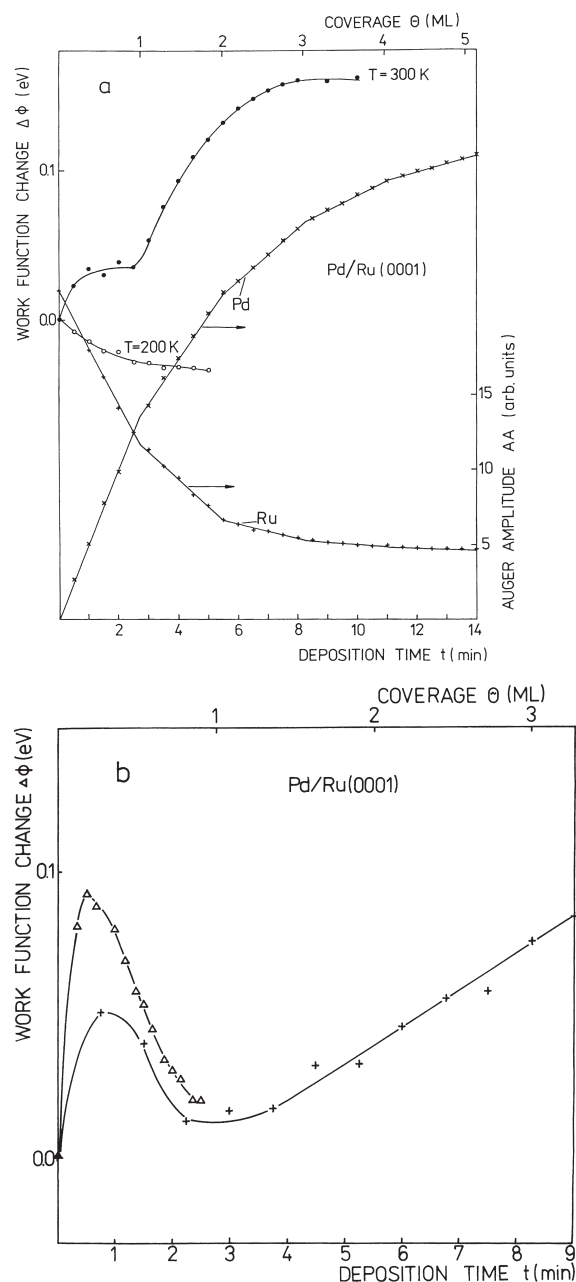 COVERAGE Θ (ML)
0 1 2 3 4 5
a
T = 300 K
WORK FUNCTION CHANGE Δ Φ (eV)
0.1
0.0
Pd/Ru (0001)
Pd
T=200 K
Ru
15
10
5
AUGER AMPLITUDE AA (arb. units)
2 4 6 8 10 12 14
DEPOSITION TIME t (min)
COVERAGE Θ (ML)
1 2 3
b
Pd/Ru(0001)
WORK FUNCTION CHANGE ΔΦ (eV)
0.1
0.0
1 2 3 4 5 6 7 8 9
DEPOSITION TIME t (min)